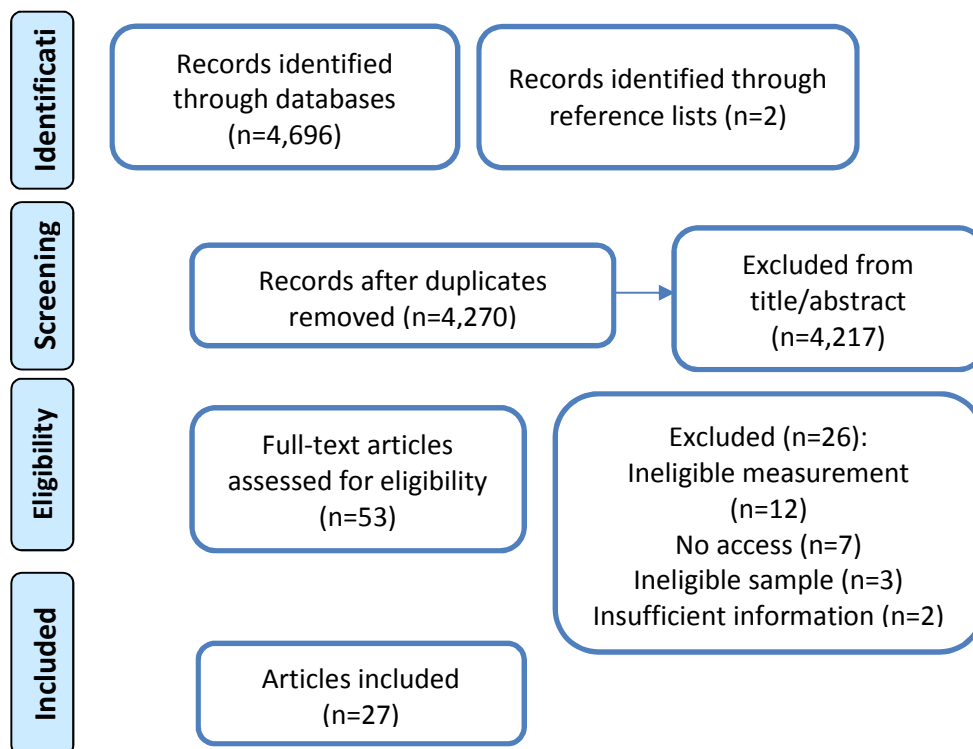 Identificati
Records identified
through databases
(n=4,696)
Records identified through
reference lists (n=2)
Screening
Records after duplicates
removed (n=4,270)
Excluded from
title/abstract
(n=4,217)
Eligibility
Full-text articles
assessed for eligibility
(n=53)
Excluded (n=26):
Ineligible measurement
(n=12)
No access (n=7)
Ineligible sample (n=3)
Insufficient information (n=2)
Included
Articles included
(n=27)